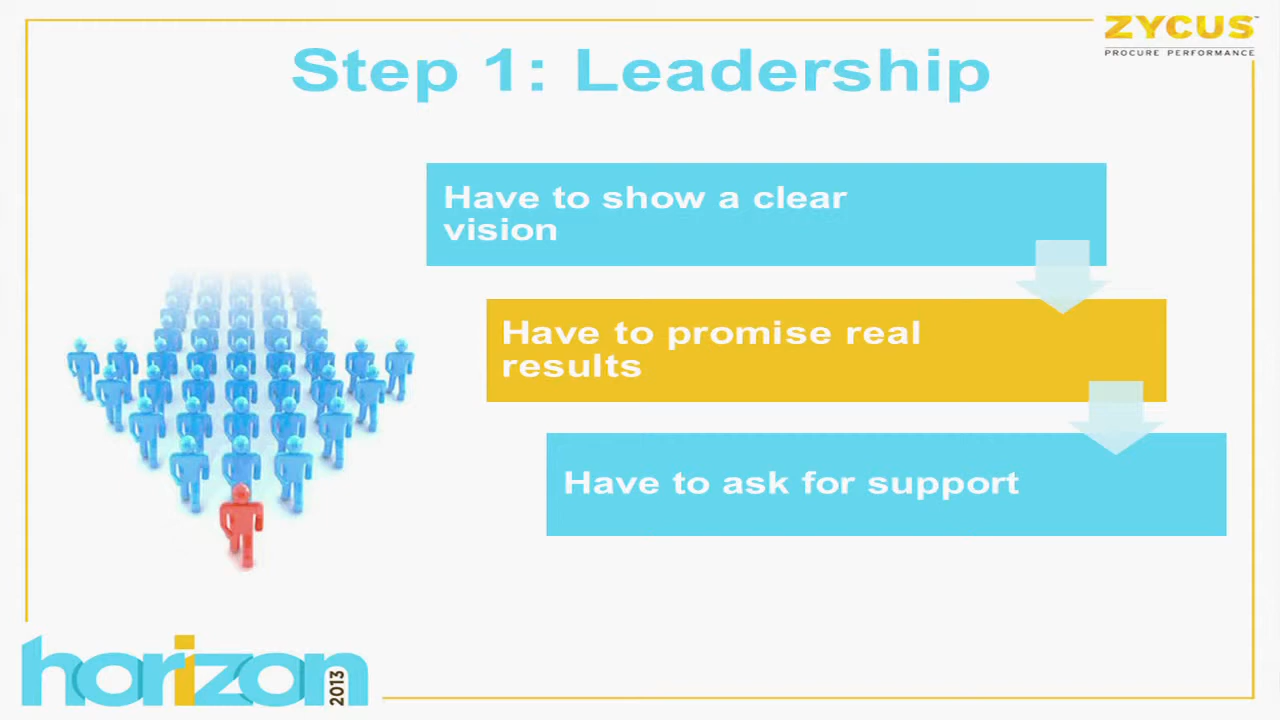 ZYCUS
PROCURE PERFORMANCE
Step 1: Leadership
Have to show a clear
vision
Have to promise real
results
Have to ask for support
horizon
2013